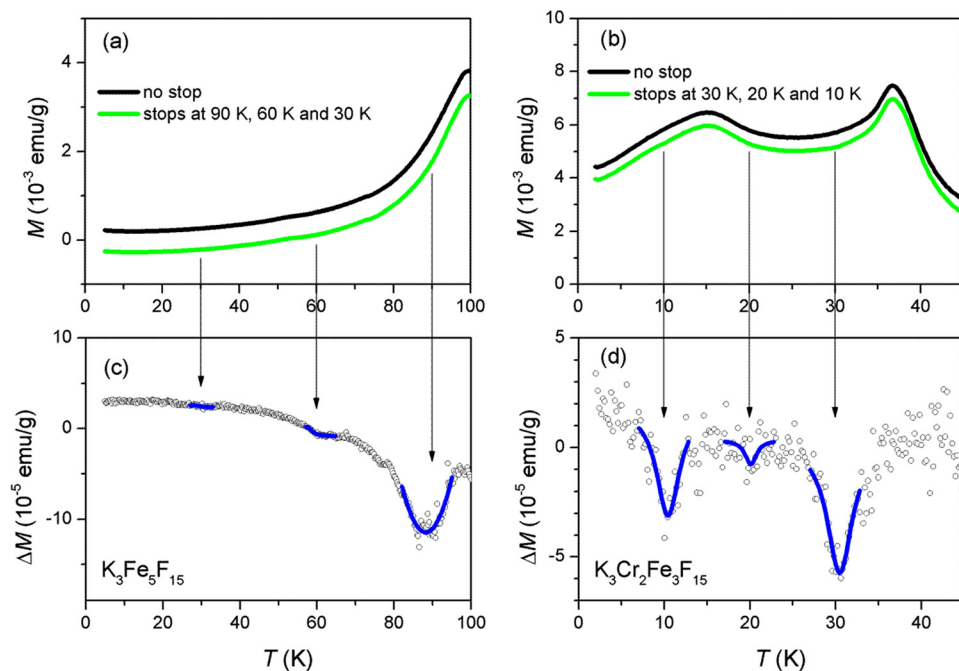 (a)
no stop
stops at 90 K, 60 K and 30 K
M (10⁻³ emu/g)
4
2
0
0 20 40 60 80 100
(b)
no stop
stops at 30 K, 20 K and 10 K
M (10⁻³ emu/g)
10
8
6
4
2
0
0 10 20 30 40
(c)
ΔM (10⁻⁵ emu/g)
10
0
-10
K₃Fe₅F₁₅
0 20 40 60 80 100
T (K)
(d)
ΔM (10⁻⁵ emu/g)
5
0
-5
K₃Cr₂Fe₃F₁₅
0 10 20 30 40
T (K)